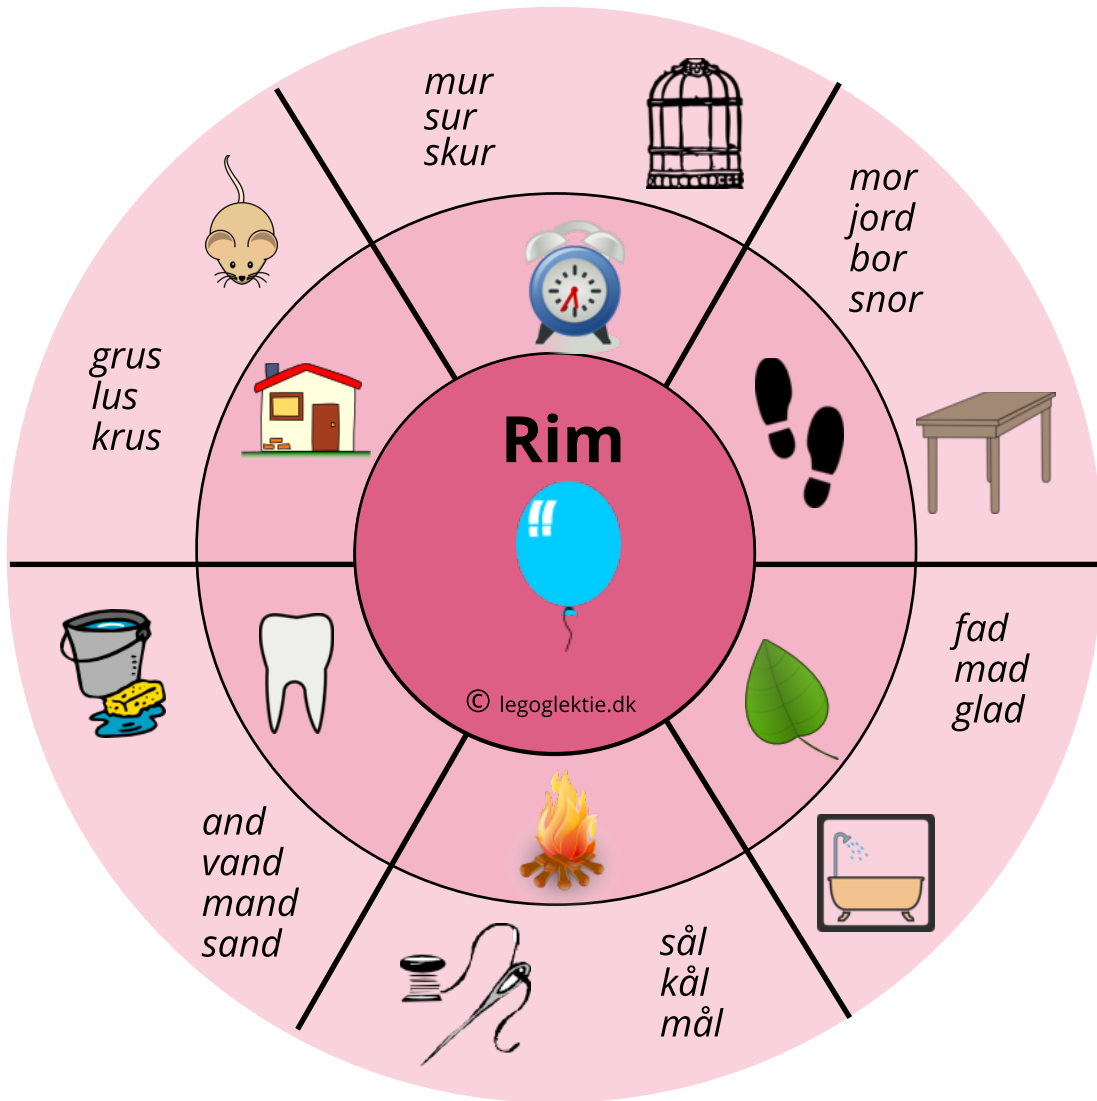 Rim
© legoglektie.dk
mur
sur
skur
mor
jord
bor
snor
fad
mad
glad
sål
kål
mål
and
vand
mand
sand
grus
lus
krus